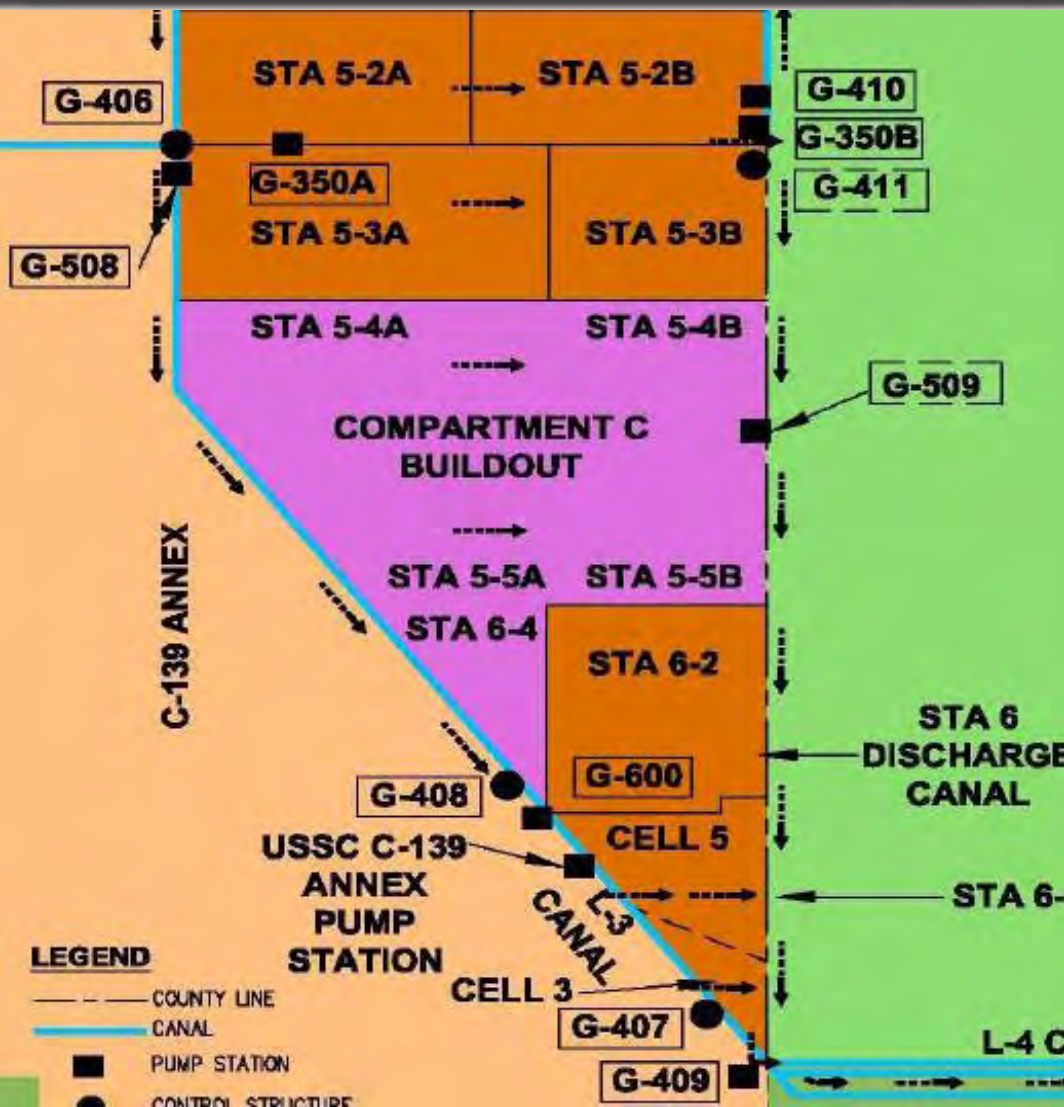 STA 5-2A
STA 5-2B
G-406
G-410
G-350B
G-350A
G-411
STA 5-3A
STA 5-3B
G-508
STA 5-4A
STA 5-4B
G-509
COMPARTMENT C
BUILDOUT
C-139 ANNEX
STA 5-5A
STA 5-5B
STA 6-4
STA 6-2
STA 6
DISCHARGE
CANAL
G-600
G-408
CELL 5
USSC C-139
ANNEX
PUMP
STATION
L-3
CANAL
STA 6-
CELL 3
G-407
L-4 C
G-409
LEGEND
COUNTY LINE
CANAL
PUMP STATION
CONTROL STRUCTURE